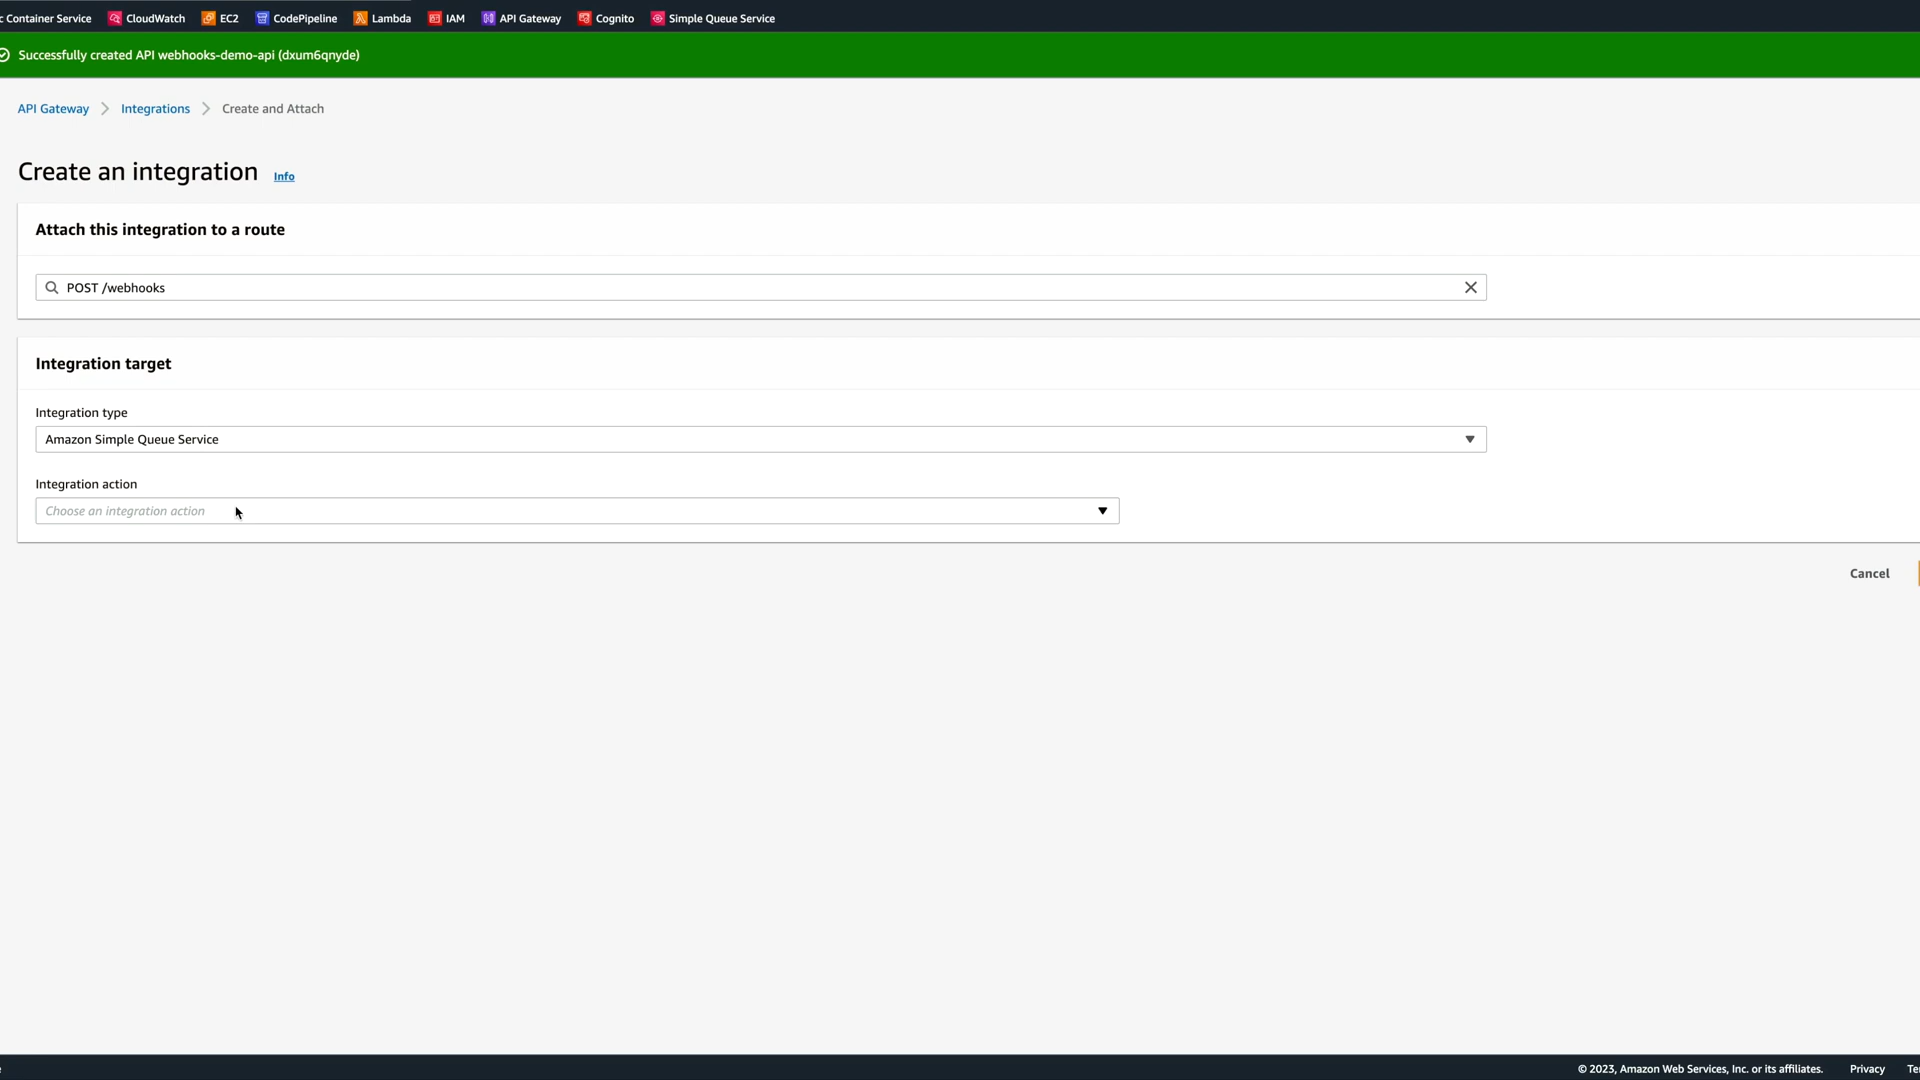 c Container Service CloudWatch EC2 CodePipeline Lambda IAM API Gateway Cognito Simple Queue Service
Successfully created API webhooks-demo-api (dxum6qnyde)
API Gateway Integrations Create and Attach
Create an integration Info
Attach this integration to a route
POST /webhooks
Integration target
Integration type
Amazon Simple Queue Service
Integration action
Choose an integration action
Cancel
© 2023, Amazon Web Services, Inc. or its affiliates. Privacy Te